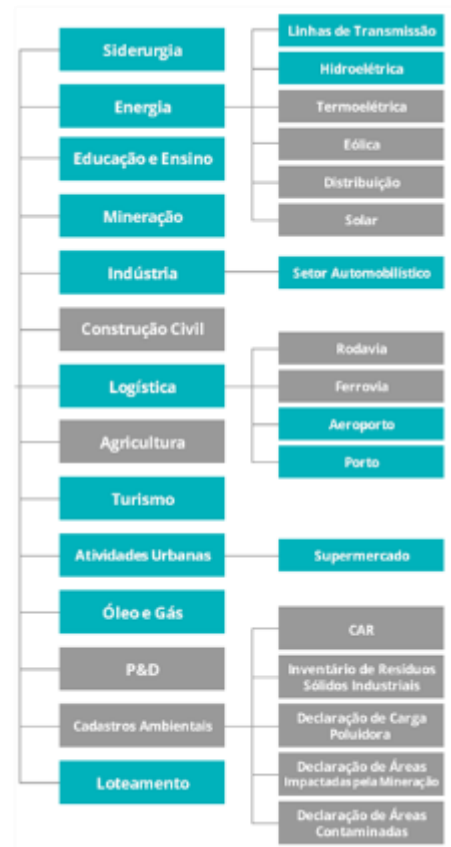 Siderurgia
Energia
Linhas de Transmissão
Hidroelétrica
Termoelétrica
Eólica
Distribuição
Solar
Educação e Ensino
Mineração
Indústria
Setor Automobilístico
Construção Civil
Logística
Rodavia
Ferrovia
Aeroporto
Porto
Agricultura
Turismo
Atividades Urbanas
Supermercado
Óleo e Gás
P&D
Cadastros Ambientais
CAR
Inventário de Resíduos
Sólidos Industriais
Declaração de Carga
Poluidora
Declaração de Áreas
Impactadas pela Mineração
Declaração de Áreas
Contaminadas
Loteamento